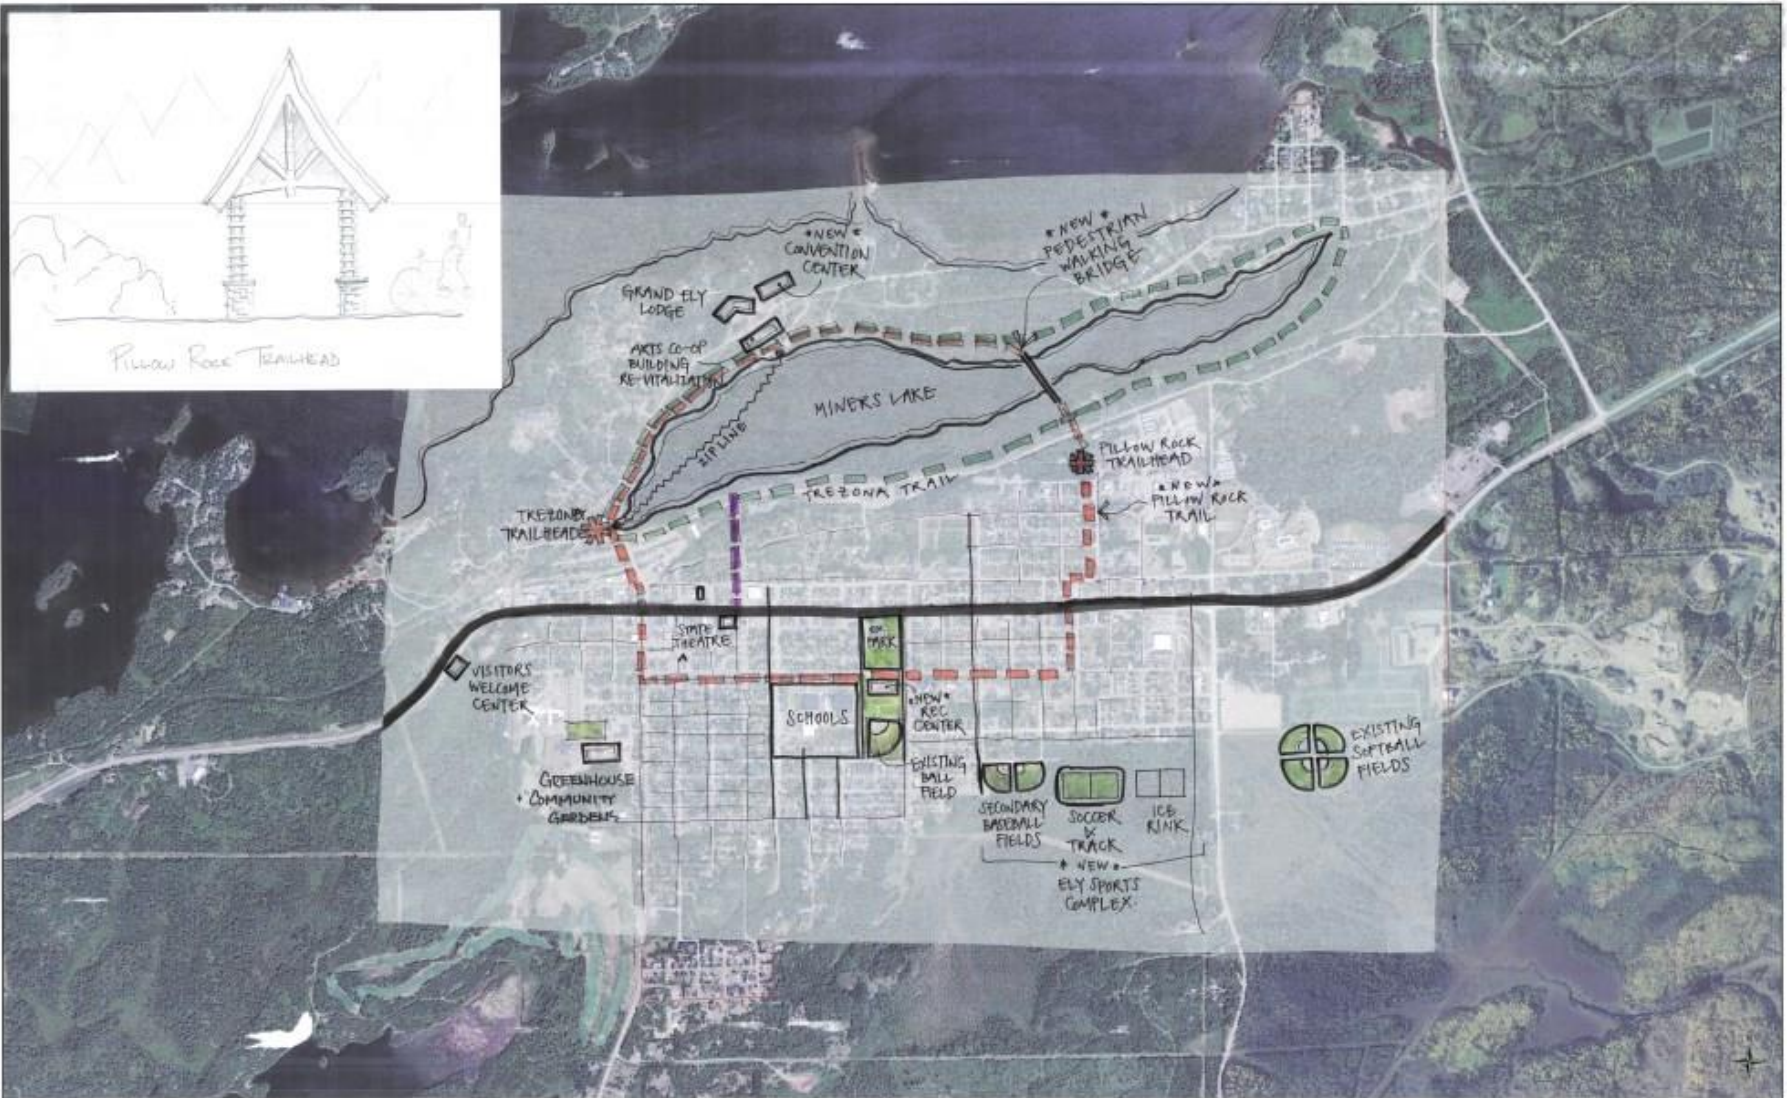 PILLOW ROCK TRAILHEAD
* NEW *
CONVENTION
CENTER
* NEW *
PEDESTRIAN
WALKING
BRIDGE
GRAND ELY
LODGE
ARTS CO-OP
BUILDING
RE-VITALIZATION
MINERS LAKE
ZIP LINE
PILLOW ROCK
TRAILHEAD
TREZONA TRAIL
* NEW *
PILLOW ROCK
TRAIL
TREZONA
TRAILHEAD
STATE
THEATRE
PARK
VISITORS
WELCOME
CENTER
SCHOOLS
* NEW *
REC
CENTER
EXISTING
BALL
FIELD
EXISTING
SOFTBALL
FIELDS
GREENHOUSE
+ COMMUNITY
GARDENS
SECONDARY
BASEBALL
FIELDS
SOCCER
&
TRACK
ICE
RINK
* NEW *
ELY SPORTS
COMPLEX